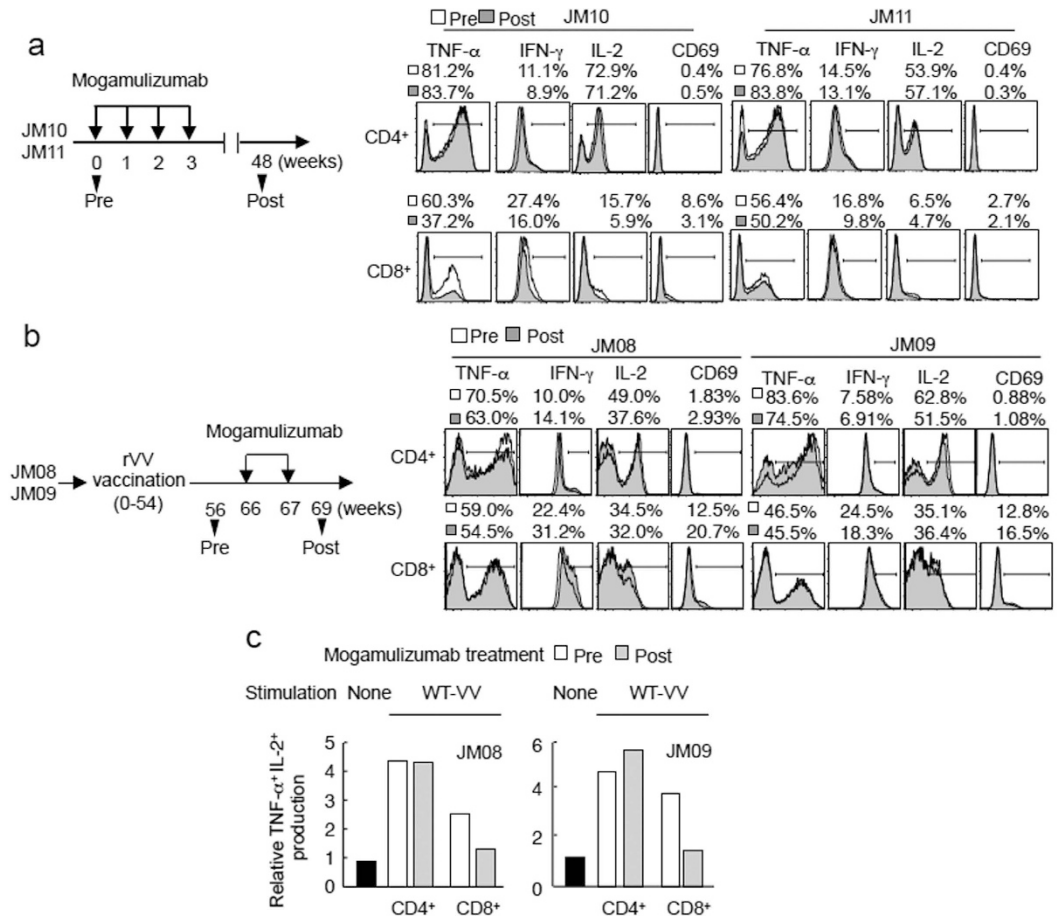 a
Mogamulizumab
JM10
JM11
0 1 2 3 48 (weeks)
Pre Post
Pre Post
JM10 JM11
TNF-α IFN-γ IL-2 CD69 TNF-α IFN-γ IL-2 CD69
81.2% 11.1% 72.9% 0.4% 76.8% 14.5% 53.9% 0.4%
83.7% 8.9% 71.2% 0.5% 83.8% 13.1% 57.1% 0.3%
CD4+
60.3% 27.4% 15.7% 8.6% 56.4% 16.8% 6.5% 2.7%
37.2% 16.0% 5.9% 3.1% 50.2% 9.8% 4.7% 2.1%
CD8+
b
JM08
JM09
rVV
vaccination
(0-54)
Mogamulizumab
56 66 67 69 (weeks)
Pre Post
Pre Post
JM08 JM09
TNF-α IFN-γ IL-2 CD69 TNF-α IFN-γ IL-2 CD69
70.5% 10.0% 49.0% 1.83% 83.6% 7.58% 62.8% 0.88%
63.0% 14.1% 37.6% 2.93% 74.5% 6.91% 51.5% 1.08%
CD4+
59.0% 22.4% 34.5% 12.5% 46.5% 24.5% 35.1% 12.8%
54.5% 31.2% 32.0% 20.7% 45.5% 18.3% 36.4% 16.5%
CD8+
c
Mogamulizumab treatment Pre Post
Stimulation None WT-VV None WT-VV
Relative TNF-α+ IL-2+
production
5
4
3
2
1
0
JM08
CD4+ CD8+
6
4
2
0
JM09
CD4+ CD8+